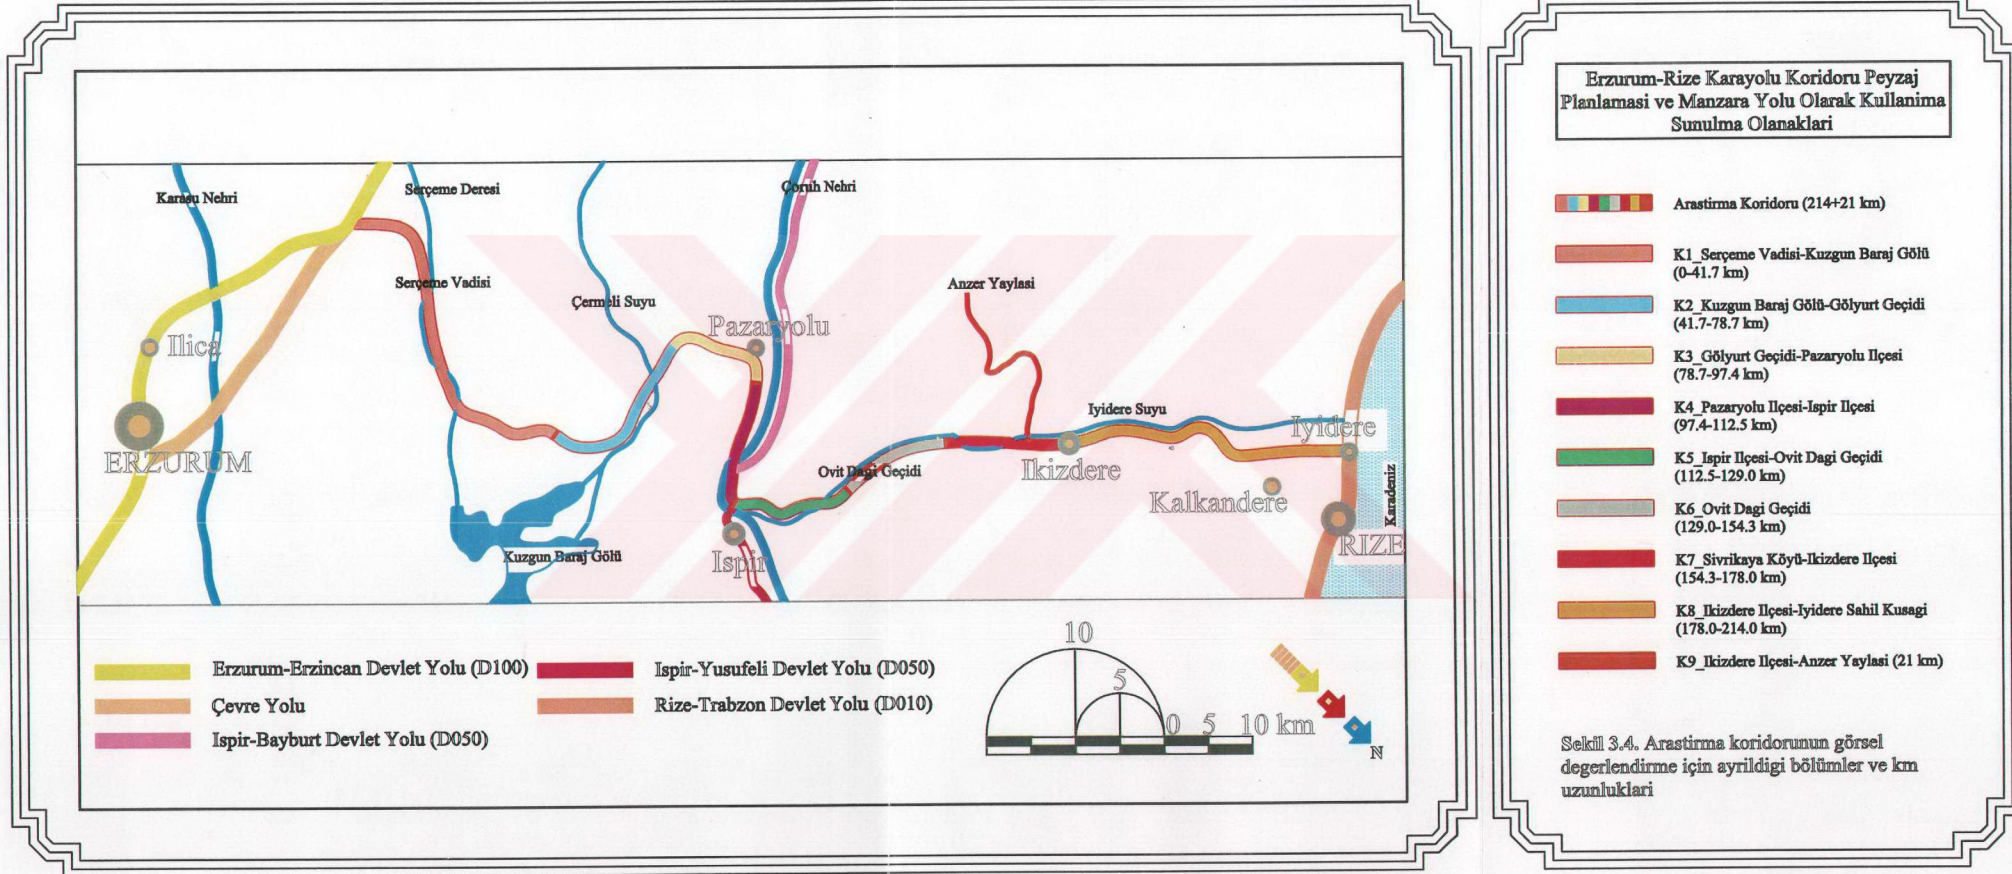 Karasu Nehri
Serçeme Deresi
Çoruh Nehri
Serçeme Vadisi
Çermeli Suyu
Anzer Yaylasi
Pazaryolu
Ilica
ERZURUM
Iyidere Suyu
Iyidere
Ovit Dagi Geçidi
Ikizdere
Kalkandere
Karadeniz
RIZE
Kuzgun Baraj Gölü
Ispir
Erzurum-Erzincan Devlet Yolu (D100)
Çevre Yolu
Ispir-Bayburt Devlet Yolu (D050)
Ispir-Yusufeli Devlet Yolu (D050)
Rize-Trabzon Devlet Yolu (D010)
10
5
0 5 10 km
N
Erzurum-Rize Karayolu Koridoru Peyzaj
Planlamasi ve Manzara Yolu Olarak Kullanima
Sunulma Olanaklari
Arastirma Koridoru (214+21 km)
K1_Serçeme Vadisi-Kuzgun Baraj Gölü
(0-41.7 km)
K2_Kuzgun Baraj Gölü-Gölyurt Geçidi
(41.7-78.7 km)
K3_Gölyurt Geçidi-Pazaryolu Ilçesi
(78.7-97.4 km)
K4_Pazaryolu Ilçesi-Ispir Ilçesi
(97.4-112.5 km)
K5_Ispir Ilçesi-Ovit Dagi Geçidi
(112.5-129.0 km)
K6_Ovit Dagi Geçidi
(129.0-154.3 km)
K7_Sivrikaya Köyü-Ikizdere Ilçesi
(154.3-178.0 km)
K8_Ikizdere Ilçesi-Iyidere Sahil Kusagi
(178.0-214.0 km)
K9_Ikizdere Ilçesi-Anzer Yaylasi (21 km)
Sekil 3.4. Arastirma koridorunun görsel
degerlendirme için ayrildigi bölümler ve km
uzunluklari